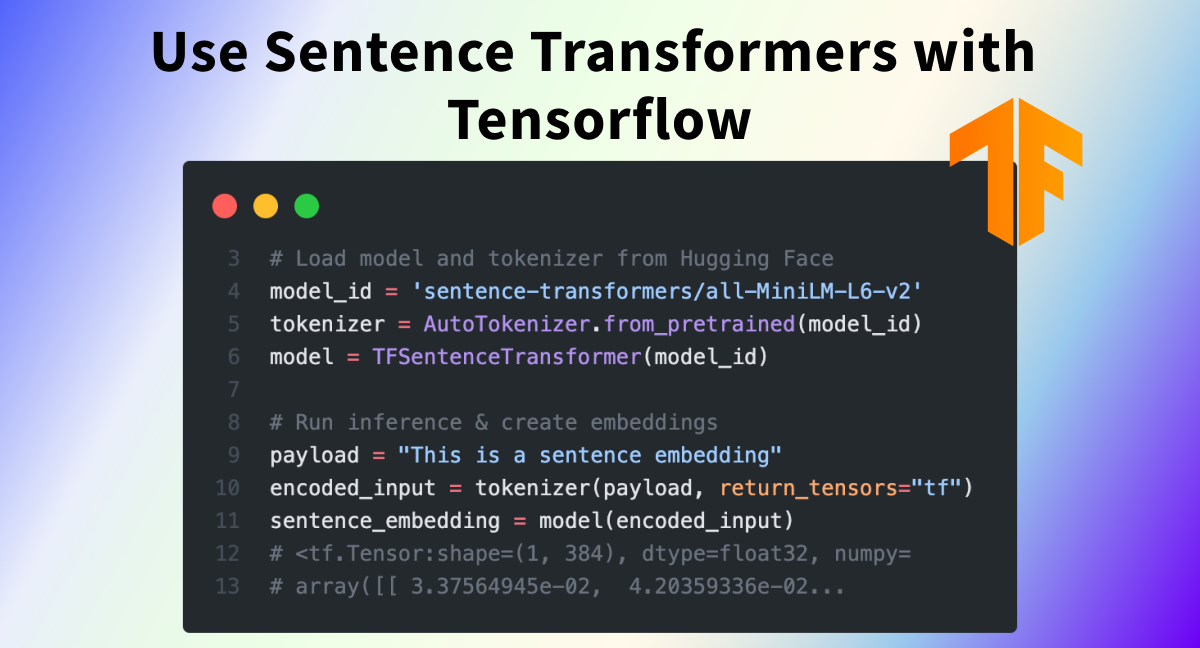 Use Sentence Transformers with
Tensorflow
3 # Load model and tokenizer from Hugging Face
4 model_id = 'sentence-transformers/all-MiniLM-L6-v2'
5 tokenizer = AutoTokenizer.from_pretrained(model_id)
6 model = TFSentenceTransformer(model_id)
7
8 # Run inference & create embeddings
9 payload = "This is a sentence embedding"
10 encoded_input = tokenizer(payload, return_tensors="tf")
11 sentence_embedding = model(encoded_input)
12 # <tf.Tensor:shape=(1, 384), dtype=float32, numpy=
13 # array([[ 3.37564945e-02,  4.20359336e-02...